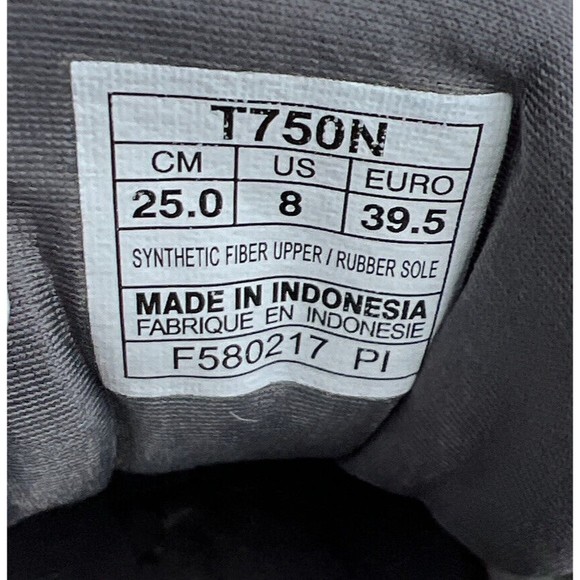 T750N
CM US EURO
25.0 8 39.5
SYNTHETIC FIBER UPPER / RUBBER SOLE
MADE IN INDONESIA
FABRIQUE EN INDONESIE
F580217 PI